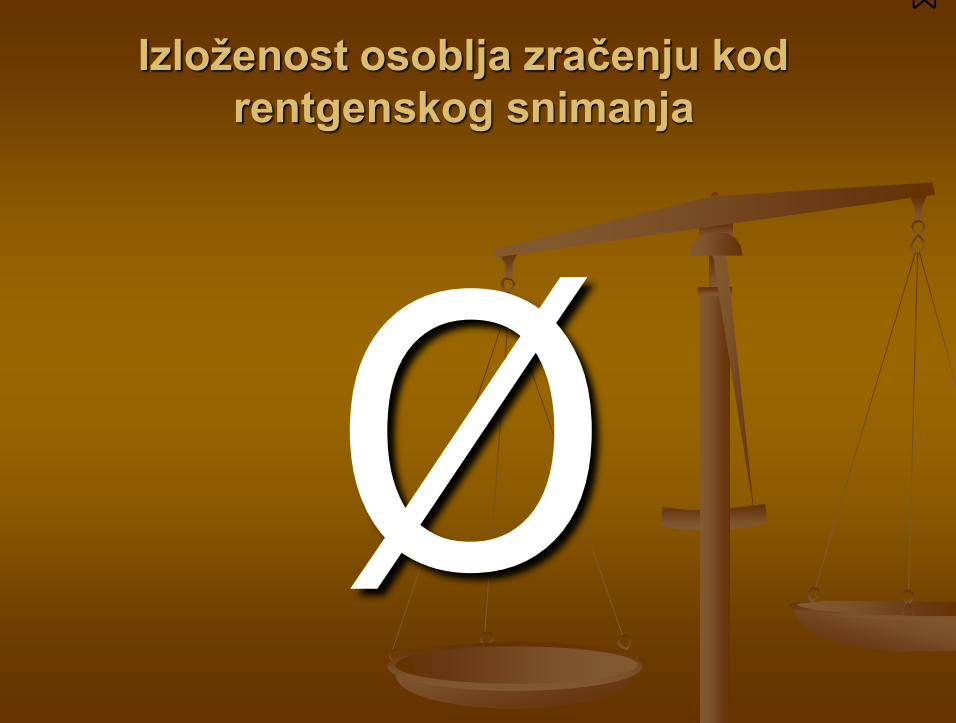 Izloženost osoblja zračenju kod
rentgenskog snimanja
Ø